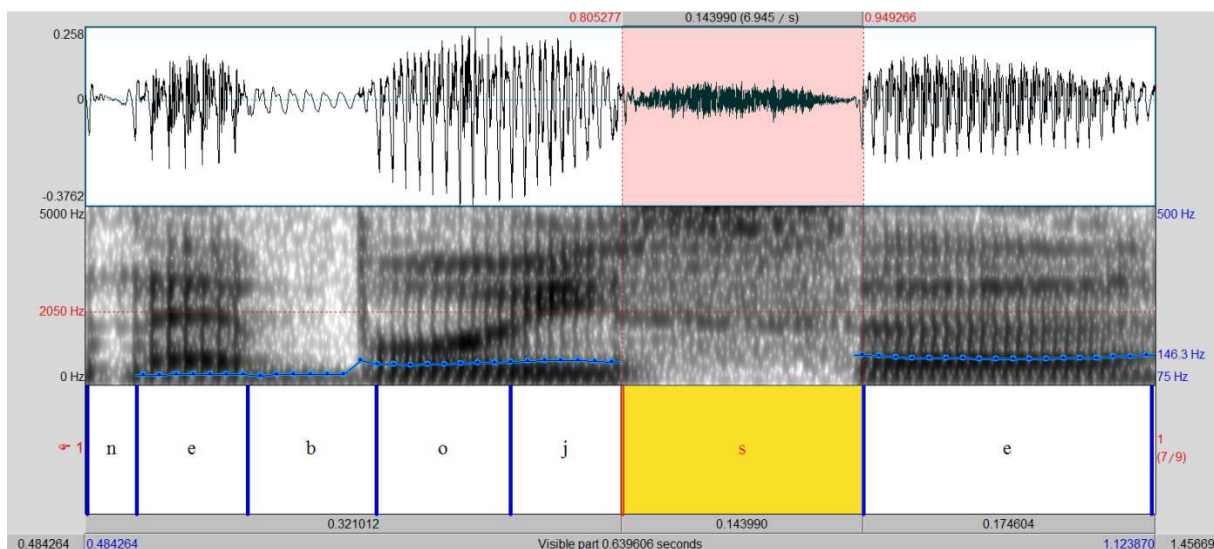 0.805277 0.143990 (6.945 / s) 0.949266
0.258
0
-0.3762
5000 Hz 500 Hz
2050 Hz
146.3 Hz
0 Hz 75 Hz
1 n e b o j s e 1
(7/9)
0.321012 0.143990 0.174604
0.484264 0.484264 Visible part 0.639606 seconds 1.123870 1.45669